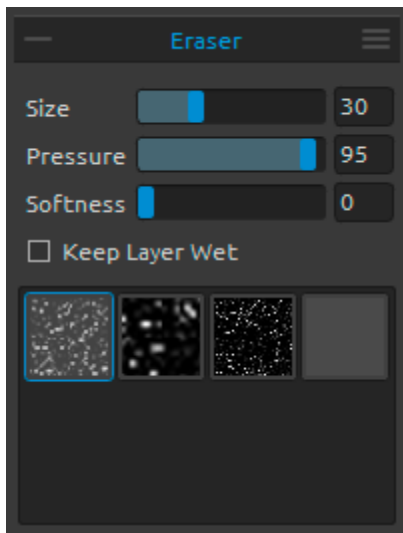 Eraser
Size 30
Pressure 95
Softness 0
Keep Layer Wet